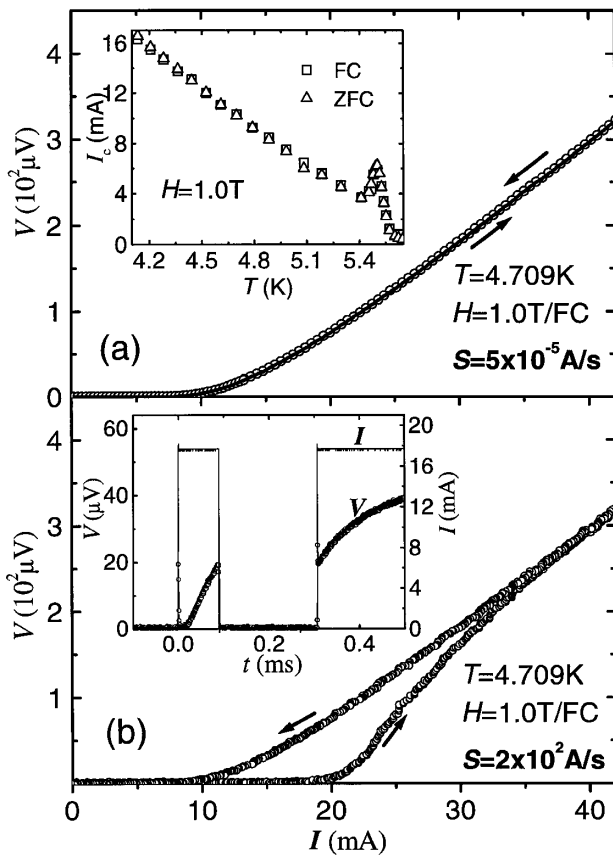 4
3
2
1
0
V (10²μV)
16
12
8
4
0
I_c (mA)
□ FC
△ ZFC
H=1.0T
4.2 4.5 4.8 5.1 5.4
T (K)
T=4.709K
H=1.0T/FC
S=5x10⁻⁵A/s
(a)
4
3
2
1
V (10²μV)
60
40
20
0
V (μV)
I
V
20
16
12
8
4
0
I (mA)
0.0 0.2 0.4
t (ms)
T=4.709K
H=1.0T/FC
S=2x10²A/s
(b)
0 10 20 30 40
I (mA)